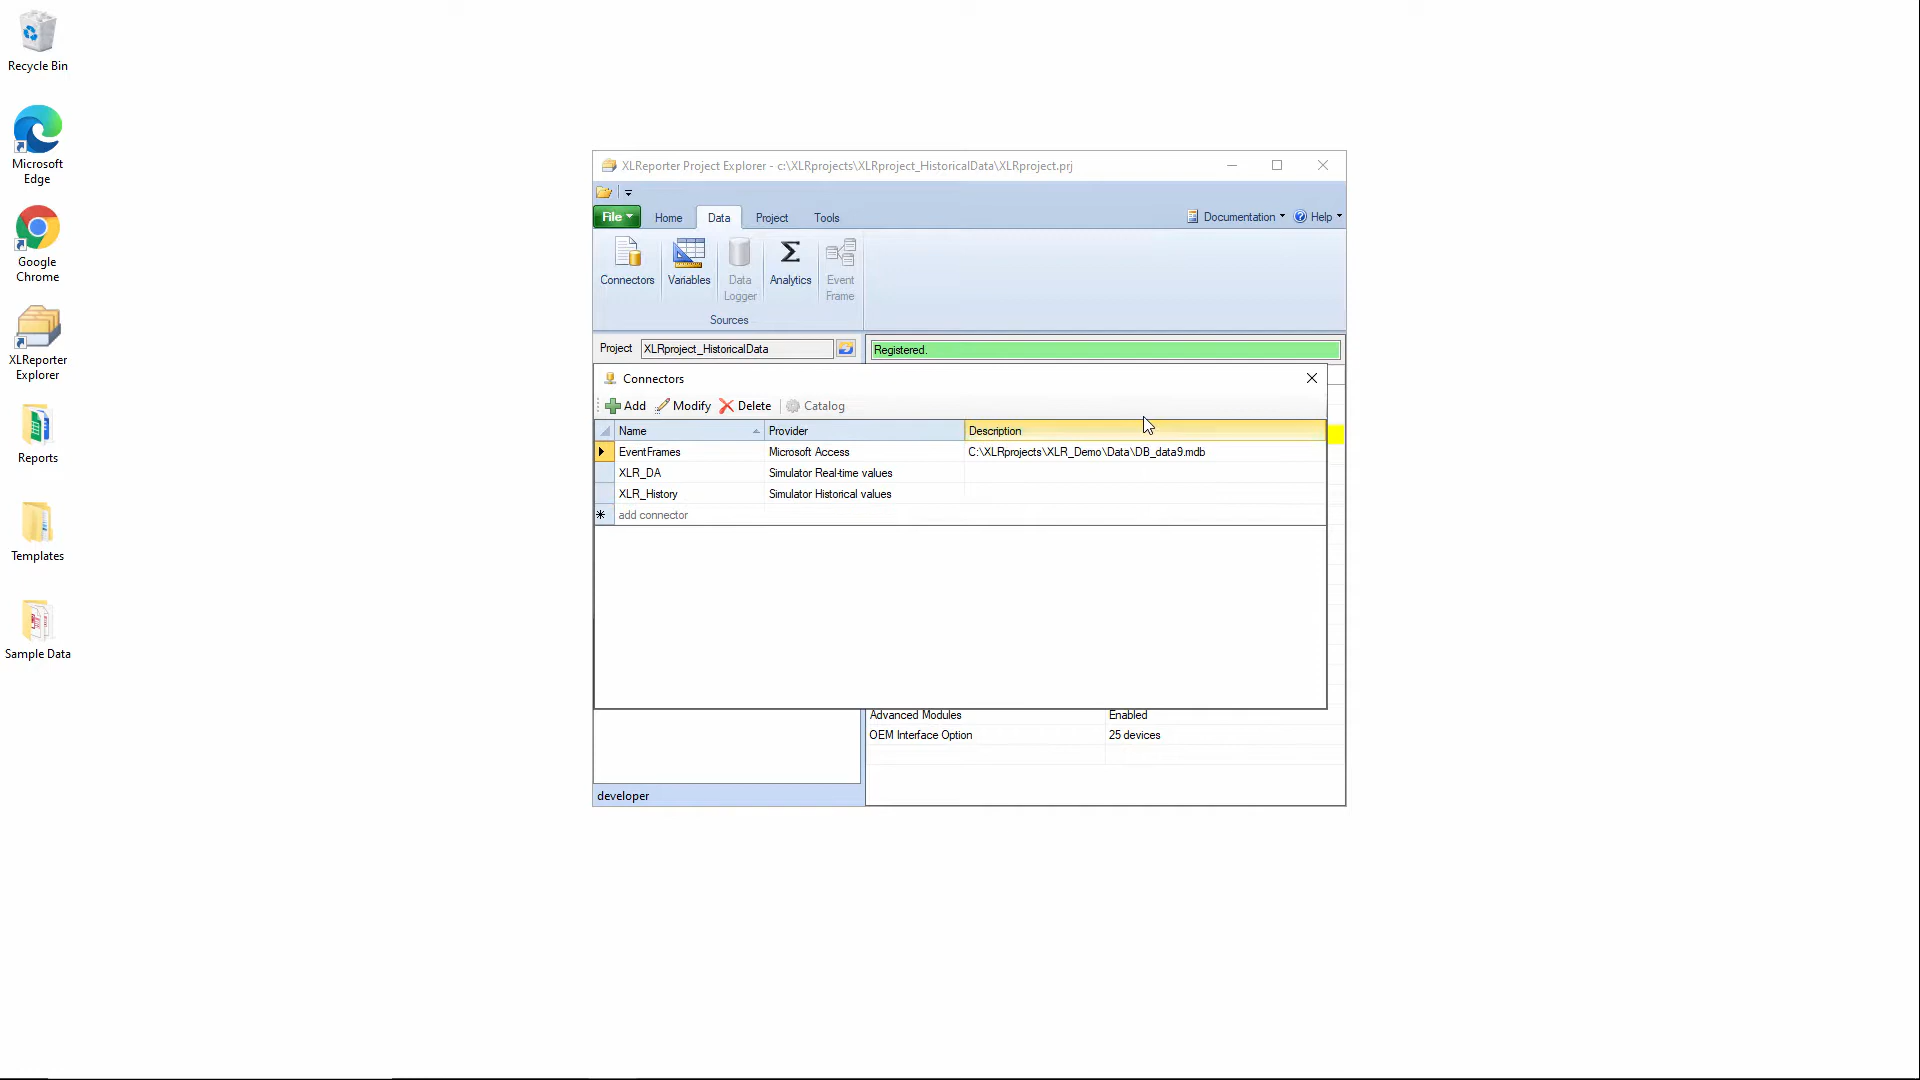 Recycle Bin
Microsoft
Edge
Google
Chrome
XLReporter
Explorer
Reports
Templates
Sample Data
XLReporter Project Explorer - c:\XLRprojects\XLRproject_HistoricalData\XLRproject.prj
File Home Data Project Tools Documentation Help
Connectors Variables Data Logger Analytics Event Frame
Sources
Project XLRproject_HistoricalData Registered.
Connectors
Add Modify Delete Catalog
Name Provider Description
EventFrames Microsoft Access C:\XLRprojects\XLR_Demo\Data\DB_data9.mdb
XLR_DA Simulator Real-time values
XLR_History Simulator Historical values
add connector
Advanced Modules Enabled
OEM Interface Option 25 devices
developer